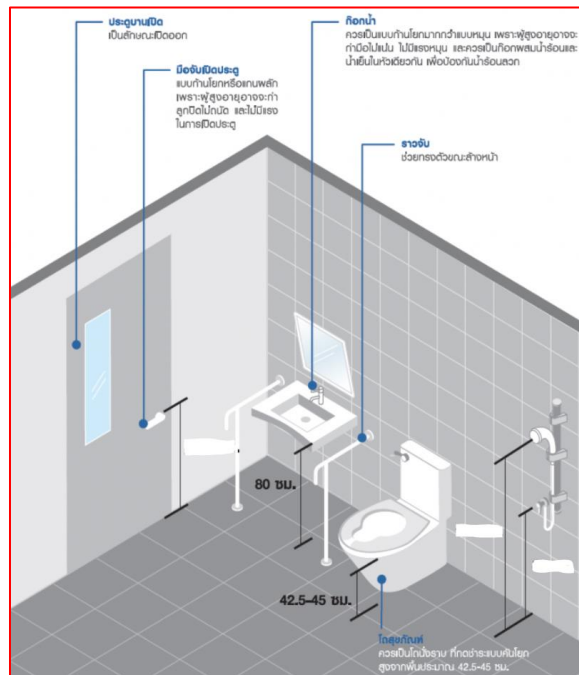 ประตูบานเปิด
เป็นลักษณะเปิดออก
มือจับเปิดประตู
แบบก้านโยกหรือแกนผลัก
เพราะผู้สูงอายุอาจจะกำ
ลูกบิดไม่ถนัด และไม่มีแรง
ในการเปิดประตู
ก๊อกน้ำ
ควรเป็นแบบก้านโยกมากกว่าแบบหมุน เพราะผู้สูงอายุอาจจะ
กำมือไม่แน่น ไม่มีแรงหมุน และควรเป็นก๊อกผสมน้ำร้อนและ
น้ำเย็นในหัวเดียวกัน เพื่อป้องกันน้ำร้อนลวก
ราวจับ
ช่วยทรงตัวขณะล้างหน้า
80 ซม.
42.5-45 ซม.
โถสุขภัณฑ์
ควรเป็นโถนั่งราบ ที่กดชำระแบบคันโยก
สูงจากพื้นประมาณ 42.5-45 ซม.